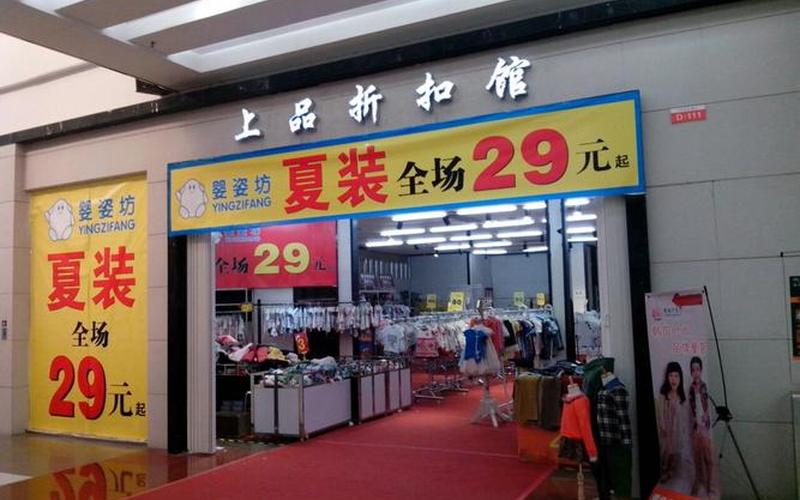 上品折扣馆
婴姿坊
YINGZIFANG
夏装全场29元起
D-111
婴姿坊
YINGZIFANG
夏装
全场
29元起
全场29元
3